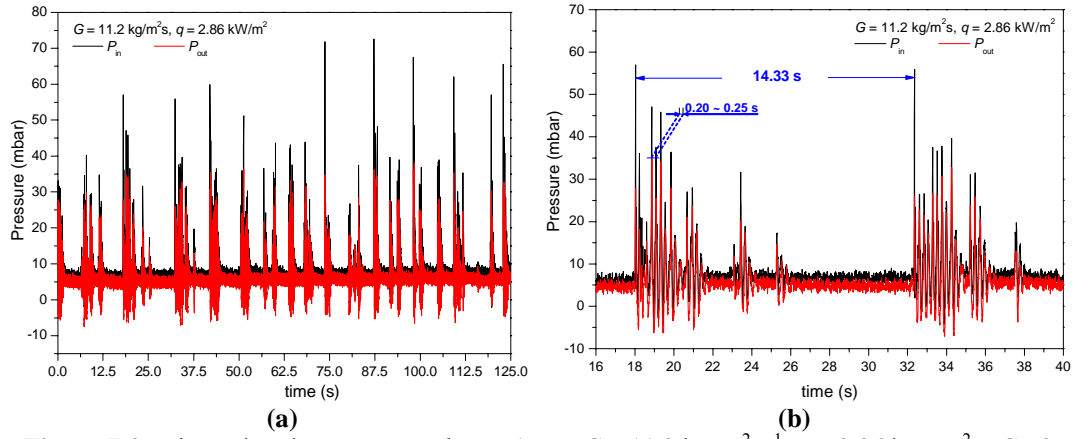 G = 11.2 kg/m²s, q = 2.86 kW/m²
P_in P_out
Pressure (mbar)
80
70
60
50
40
30
20
10
0
-10
0.0 12.5 25.0 37.5 50.0 62.5 75.0 87.5 100.0 112.5 125.0
time (s)
(a)
G = 11.2 kg/m²s, q = 2.86 kW/m²
P_in
P_out
14.33 s
0.20 ~ 0.25 s
Pressure (mbar)
70
60
50
40
30
20
10
0
-10
16 18 20 22 24 26 28 30 32 34 36 38 40
time (s)
(b)